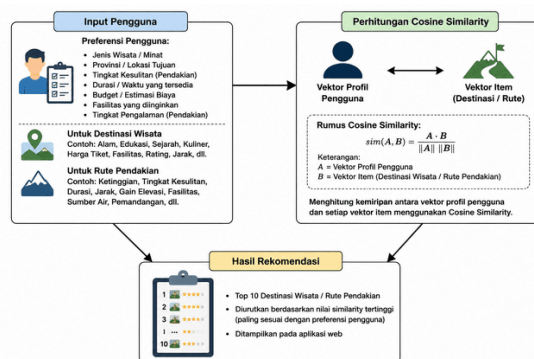 Input Pengguna
Preferensi Pengguna:
• Jenis Wisata / Minat
• Provinsi / Lokasi Tujuan
• Tingkat Kesulitan (Pendakian)
• Durasi / Waktu yang tersedia
• Budget / Estimasi Biaya
• Fasilitas yang diinginkan
• Tingkat Pengalaman (Pendakian)
Untuk Destinasi Wisata
Contoh: Alam, Edukasi, Sejarah, Kuliner,
Harga Tiket, Fasilitas, Rating, Jarak, dll.
Untuk Rute Pendakian
Contoh: Ketinggian, Tingkat Kesulitan,
Durasi, Jarak, Gain Elevasi, Fasilitas,
Sumber Air, Pemandangan, dll.
Perhitungan Cosine Similarity
Vektor Profil
Pengguna
Vektor Item
(Destinasi / Rute)
Rumus Cosine Similarity:
sim(A, B) = A · B / ||A|| ||B||
Keterangan:
A = Vektor Profil Pengguna
B = Vektor Item (Destinasi Wisata / Rute Pendakian)
Menghitung kemiripan antara vektor profil pengguna
dan setiap vektor item menggunakan Cosine Similarity.
Hasil Rekomendasi
1
2
3
1 ...
10
• Top 10 Destinasi Wisata / Rute Pendakian
• Diurutkan berdasarkan nilai similarity tertinggi
(paling sesuai dengan preferensi pengguna)
• Ditampilkan pada aplikasi web